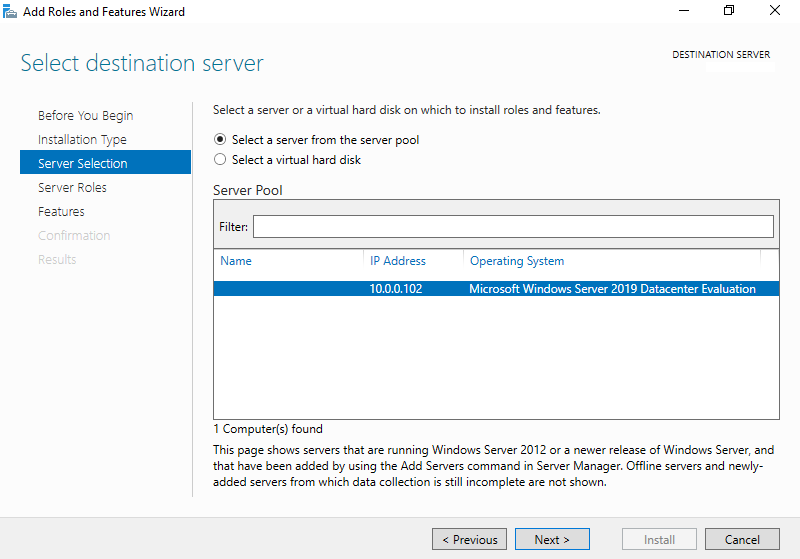 Add Roles and Features Wizard
Select destination server
DESTINATION SERVER
Before You Begin
Installation Type
Server Selection
Server Roles
Features
Confirmation
Results
Select a server or a virtual hard disk on which to install roles and features.
Select a server from the server pool
Select a virtual hard disk
Server Pool
Filter:
Name IP Address Operating System
10.0.0.102 Microsoft Windows Server 2019 Datacenter Evaluation
1 Computer(s) found
This page shows servers that are running Windows Server 2012 or a newer release of Windows Server, and
that have been added by using the Add Servers command in Server Manager. Offline servers and newly-
added servers from which data collection is still incomplete are not shown.
< Previous Next > Install Cancel